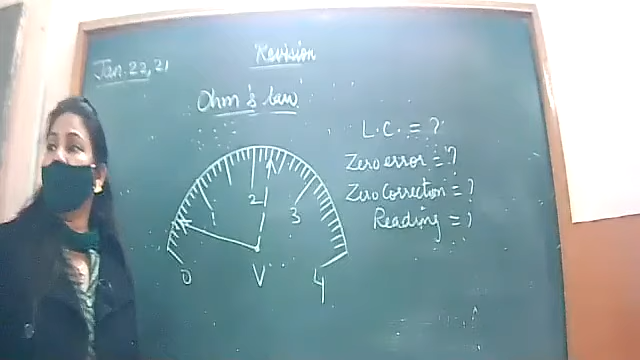 Jan. 22, 21
Revision
Ohm's law
L.C. = ?
Zero error = ?
Zero Correction = ?
Reading = ?
0 1 2 3 4
V